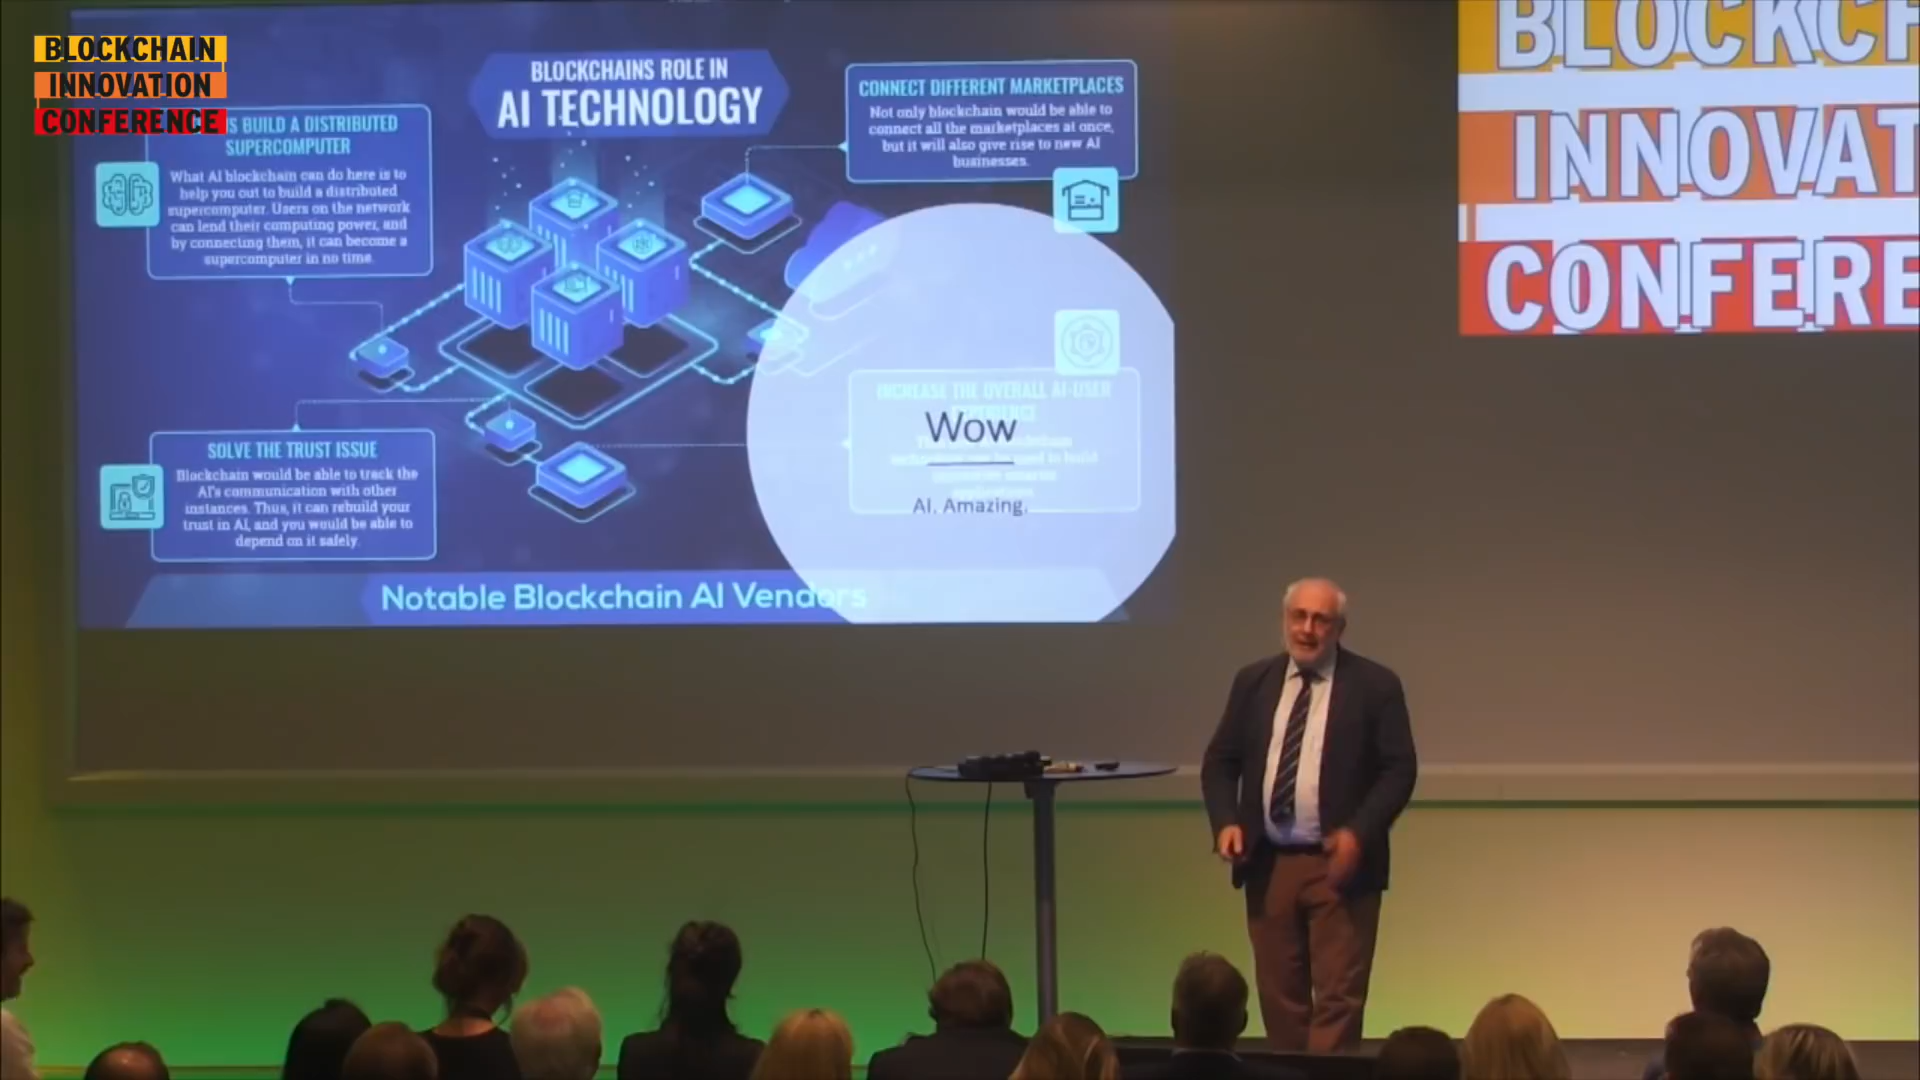 BLOCKCHAIN
INNOVATION
CONFERENCE
BUILD A DISTRIBUTED
SUPERCOMPUTER
What AI blockchain can do here is to
help you out to build a distributed
supercomputer. Users on the network
can lend their computing power, and
by connecting them, it can become a
supercomputer in no time.
BLOCKCHAINS ROLE IN
AI TECHNOLOGY
CONNECT DIFFERENT MARKETPLACES
Not only blockchain would be able to
connect all the marketplaces at once,
but it will also give rise to new AI
businesses.
SOLVE THE TRUST ISSUE
Blockchain would be able to track the
AI's communication with other
instances. Thus, it can rebuild your
trust in AI, and you would be able to
depend on it safely.
INCREASE THE OVERALL AI-USER
Wow
AI. Amazing.
Notable Blockchain AI Vendors
BLOCKCH
INNOVAT
CONFERE